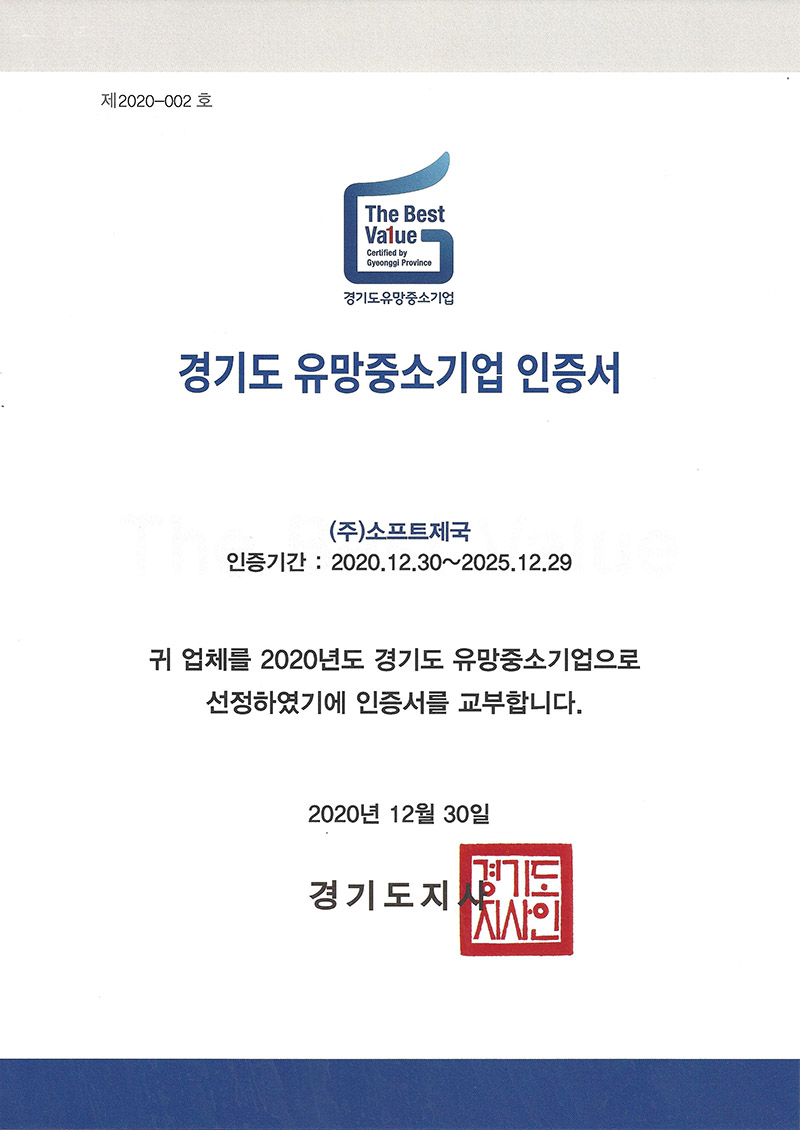 제2020-002 호
The Best
Va1ue
Certified by
Gyeonggi Province
경기도유망중소기업
경기도 유망중소기업 인증서
The Best Value
(주)소프트제국
인증기간 : 2020.12.30~2025.12.29
귀 업체를 2020년도 경기도 유망중소기업으로
선정하였기에 인증서를 교부합니다.
2020년 12월 30일
경기도지사
경기도
지사인